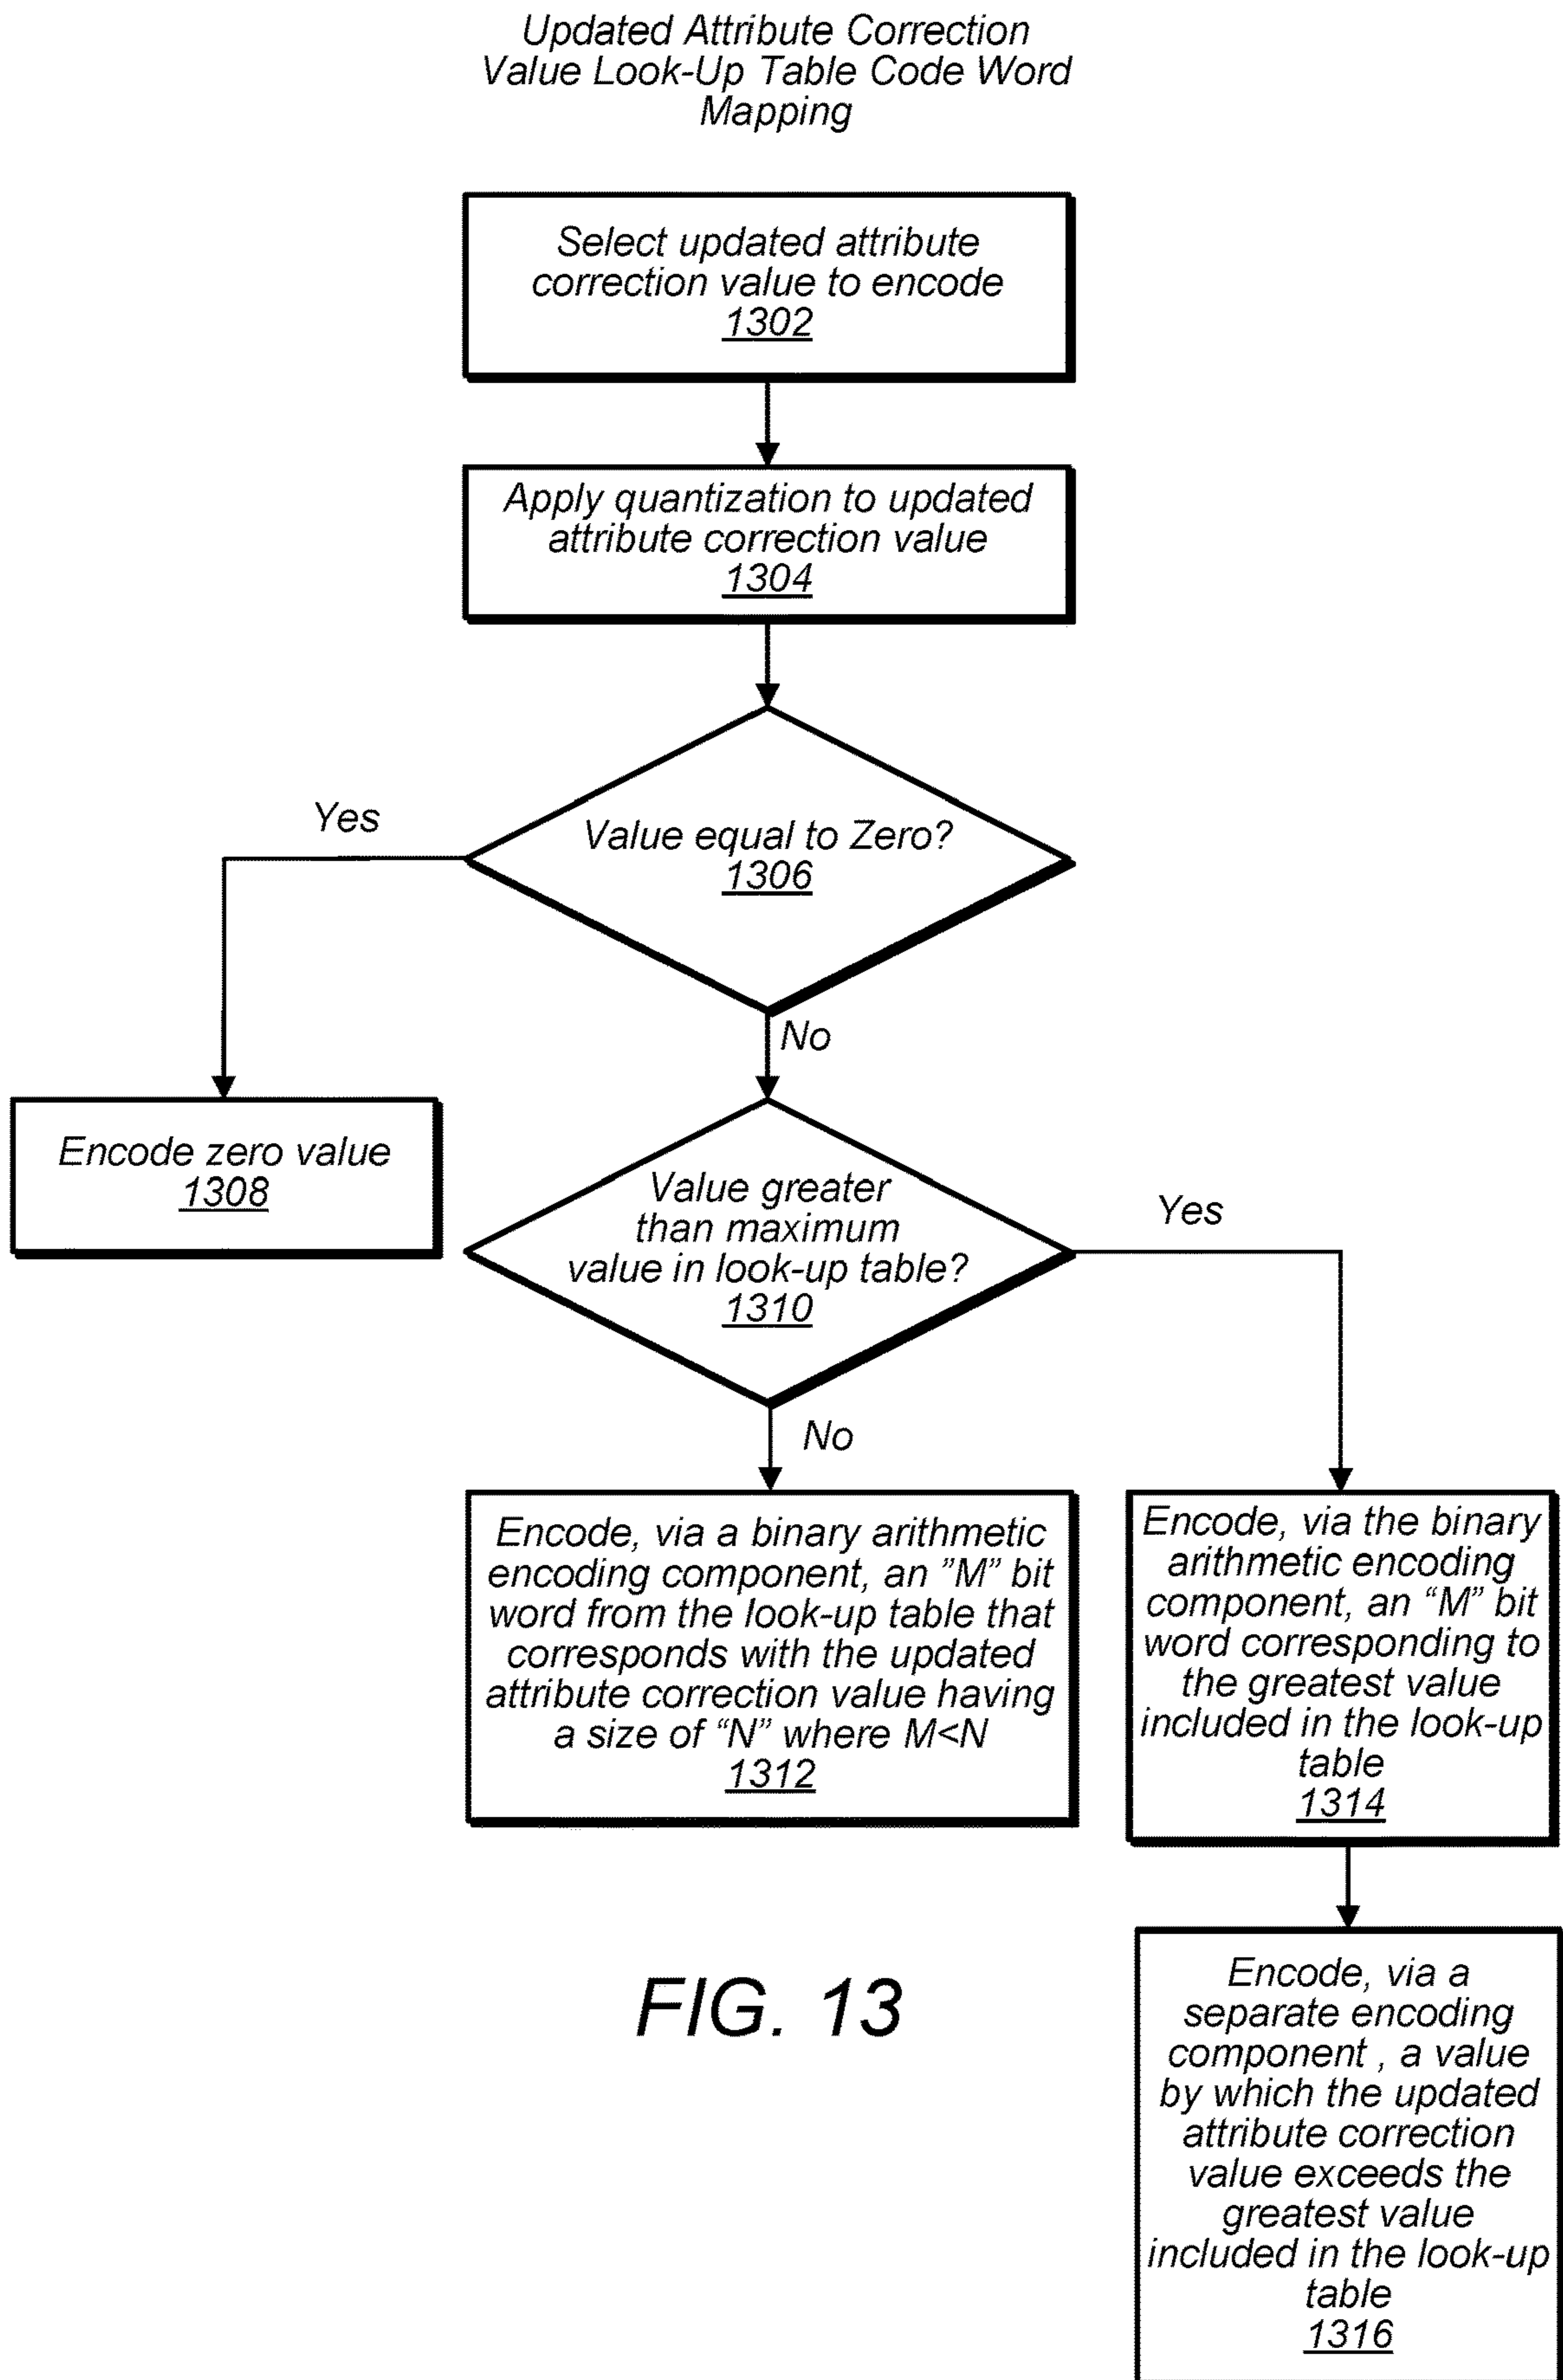 Updated Attribute Correction
Value Look-Up Table Code Word
Mapping
Select updated attribute
correction value to encode
1302
Apply quantization to updated
attribute correction value
1304
Value equal to Zero?
1306
Yes
No
Encode zero value
1308
Value greater
than maximum
value in look-up table?
1310
Yes
No
Encode, via a binary arithmetic
encoding component, an ”M” bit
word from the look-up table that
corresponds with the updated
attribute correction value having
a size of “N” where M<N
1312
Encode, via the binary
arithmetic encoding
component, an “M” bit
word corresponding to
the greatest value
included in the look-up
table
1314
Encode, via a
separate encoding
component , a value
by which the updated
attribute correction
value exceeds the
greatest value
included in the look-up
table
1316
FIG. 13